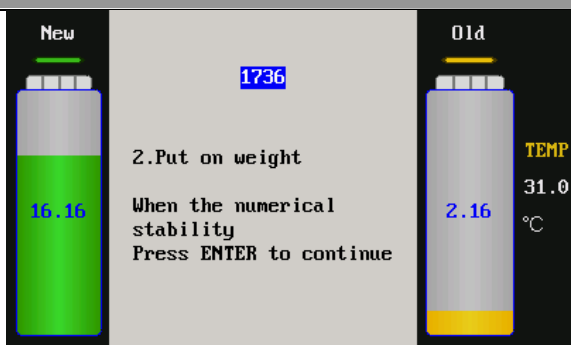 New
Old
1736
2.Put on weight
TEMP
31.0
16.16
When the numerical
2.16
stability
°C
Press ENTER to continue